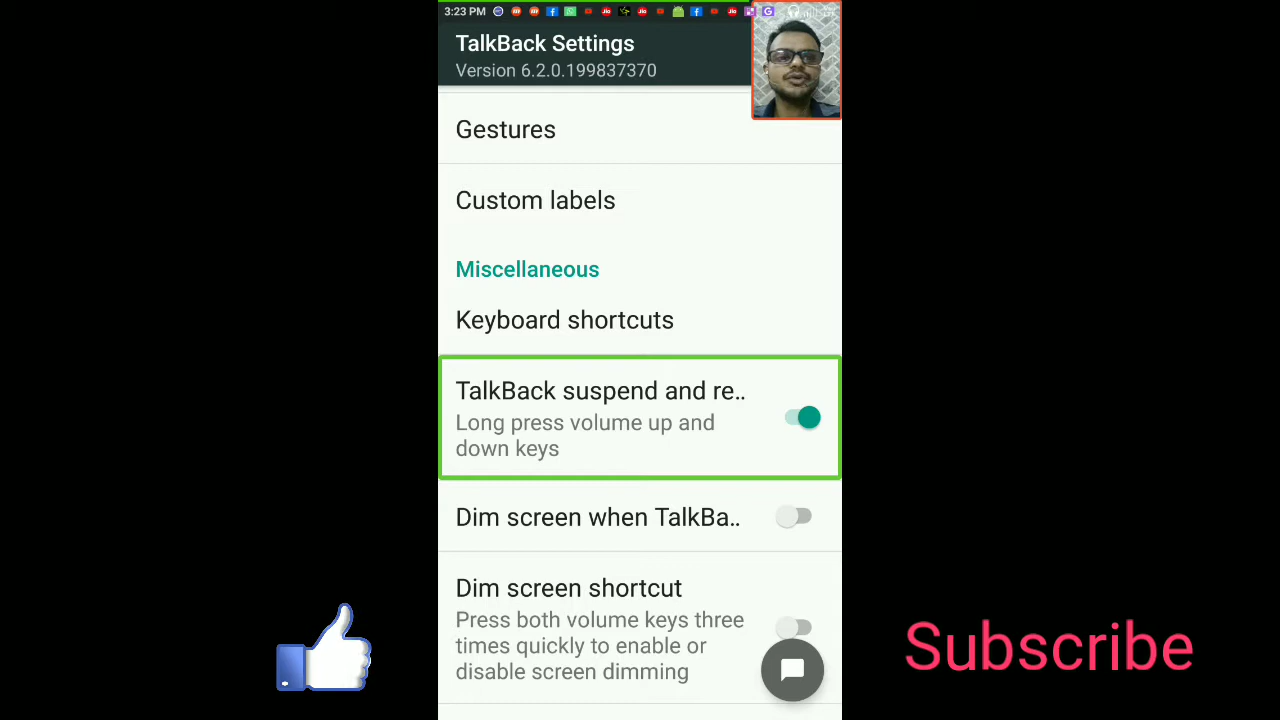 3:23 PM
TalkBack Settings
Version 6.2.0.199837370
Gestures
Custom labels
Miscellaneous
Keyboard shortcuts
TalkBack suspend and re..
Long press volume up and
down keys
Dim screen when TalkBa..
Dim screen shortcut
Press both volume keys three
times quickly to enable or
disable screen dimming
Subscribe